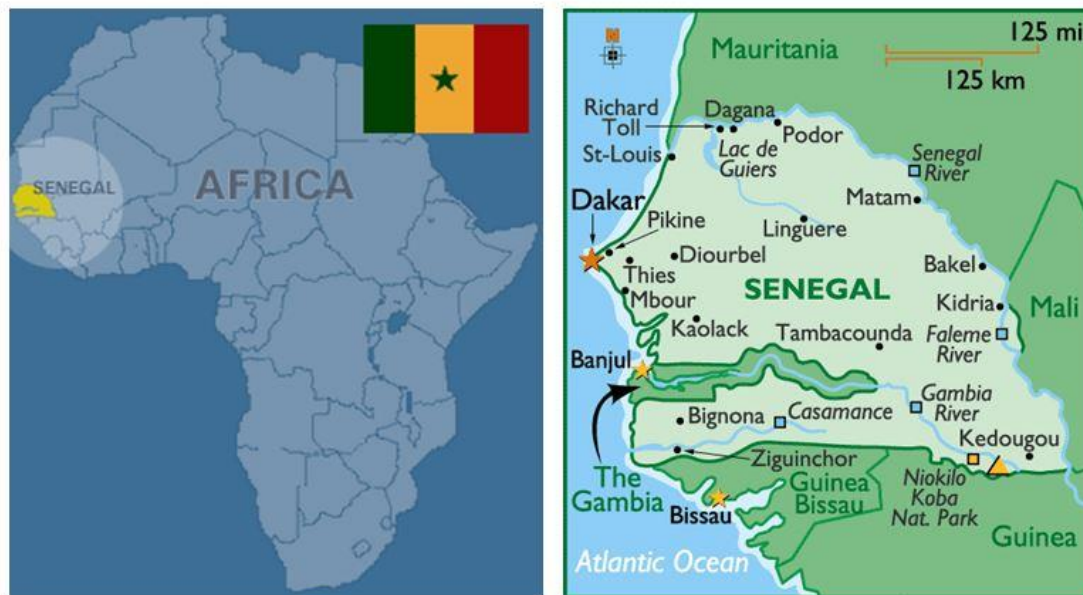 SENEGAL
AFRICA
N
125 mi
125 km
Mauritania
Richard
Toll
Dagana
Podor
St-Louis
Lac de
Guiers
Senegal
River
Matam
Dakar
Pikine
Linguere
Diourbel
Thies
Bakel
Mbour
SENEGAL
Kidria
Mali
Kaolack
Tambacounda
Faleme
River
Banjul
Gambia
River
Bignona
Casamance
Kedougou
Ziguinchor
The
Gambia
Guinea
Bissau
Niokilo
Koba
Nat. Park
Bissau
Guinea
Atlantic Ocean